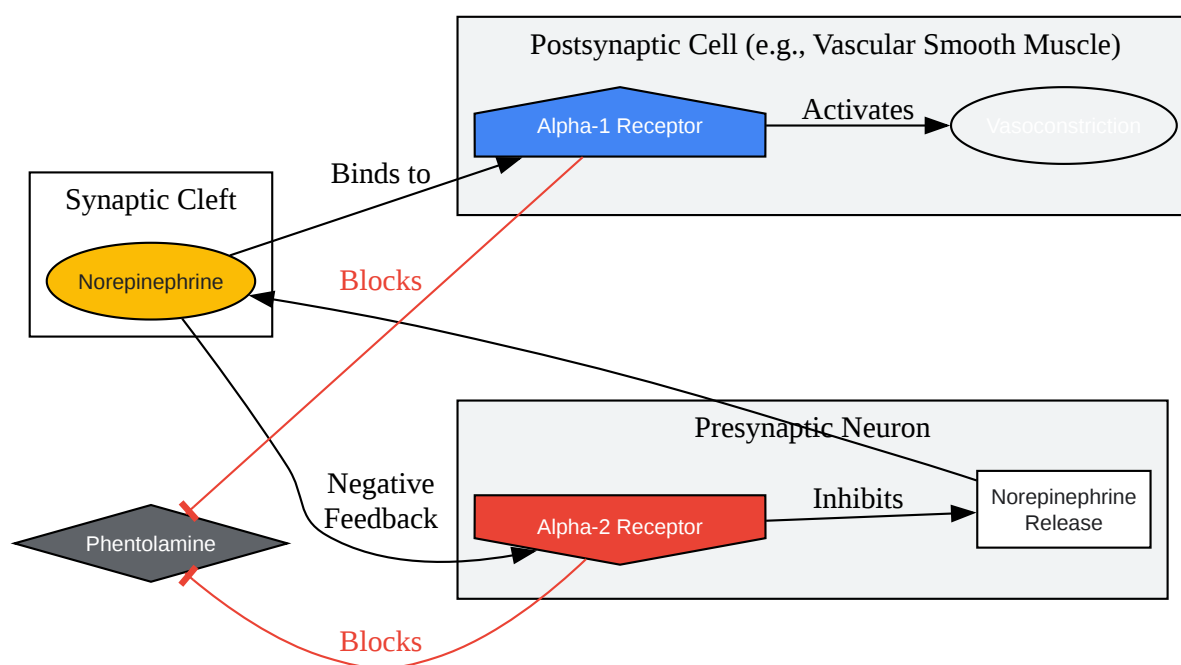 Postsynaptic Cell (e.g., Vascular Smooth Muscle)
Alpha-1 Receptor
Activates
Vasoconstriction
Binds to
Synaptic Cleft
Norepinephrine
Blocks
Presynaptic Neuron
Negative
Feedback
Alpha-2 Receptor
Inhibits
Norepinephrine
Release
Phentolamine
Blocks